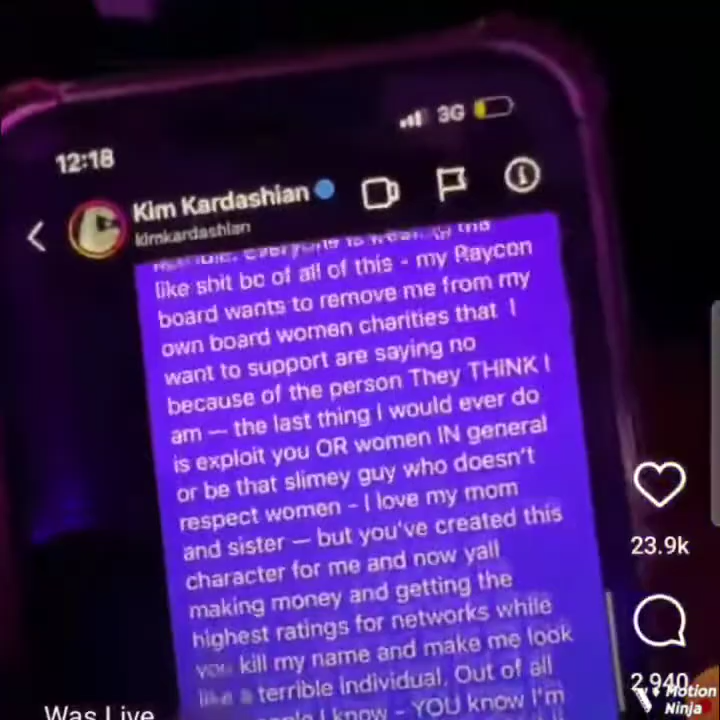 12:18
3G
Kim Kardashian
kimkardashian
like shit bc of all of this - my Raycon
board wants to remove me from my
own board women charities that I
want to support are saying no
because of the person They THINK I
am — the last thing I would ever do
is exploit you OR women IN general
or be that slimey guy who doesn't
respect women - I love my mom
and sister — but you've created this
character for me and now yall
making money and getting the
highest ratings for networks while
you kill my name and make me look
like a terrible individual. Out of all
I know - YOU know I'm
23.9k
2,940
Was Live
Motion
Ninja